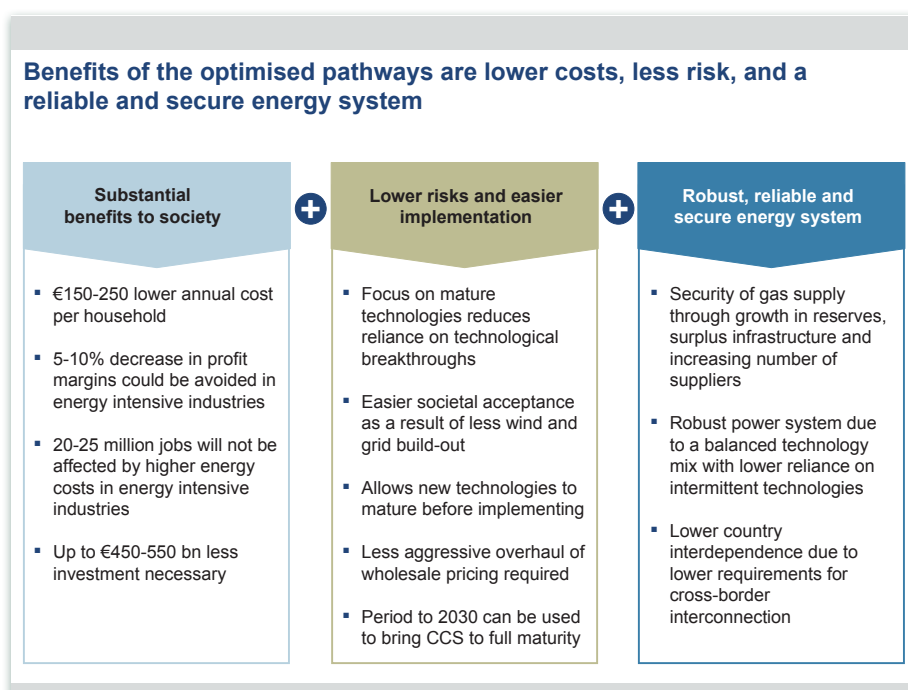 Benefits of the optimised pathways are lower costs, less risk, and a
reliable and secure energy system
Substantial
benefits to society
▪ €150-250 lower annual cost
per household
▪ 5-10% decrease in profit
margins could be avoided in
energy intensive industries
▪ 20-25 million jobs will not be
affected by higher energy
costs in energy intensive
industries
▪ Up to €450-550 bn less
investment necessary
+
Lower risks and easier
implementation
▪ Focus on mature
technologies reduces
reliance on technological
breakthroughs
▪ Easier societal acceptance
as a result of less wind and
grid build-out
▪ Allows new technologies to
mature before implementing
▪ Less aggressive overhaul of
wholesale pricing required
▪ Period to 2030 can be used
to bring CCS to full maturity
+
Robust, reliable and
secure energy system
▪ Security of gas supply
through growth in reserves,
surplus infrastructure and
increasing number of
suppliers
▪ Robust power system due
to a balanced technology
mix with lower reliance on
intermittent technologies
▪ Lower country
interdependence due to
lower requirements for
cross-border
interconnection